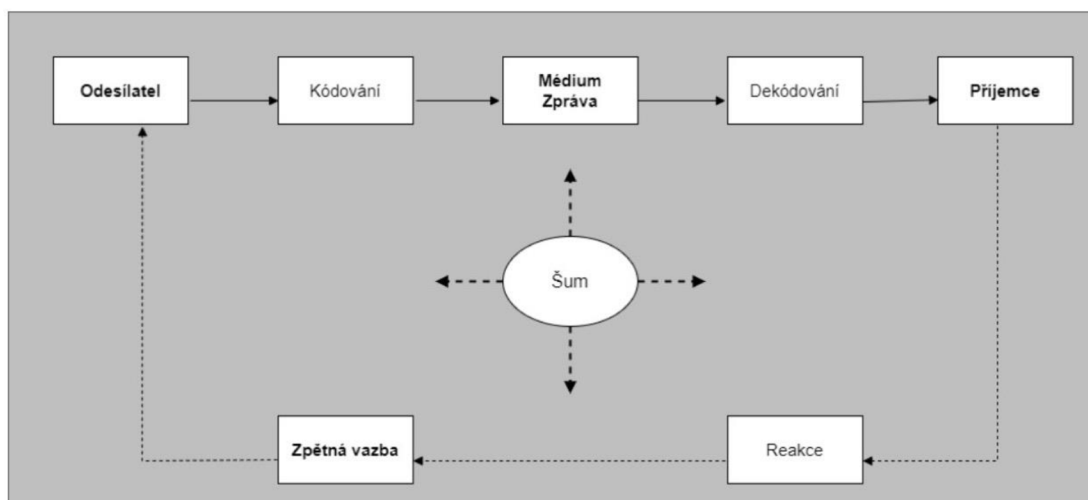 Odesílatel
Kódování
Médium
Zpráva
Dekódování
Příjemce
Šum
Zpětná vazba
Reakce